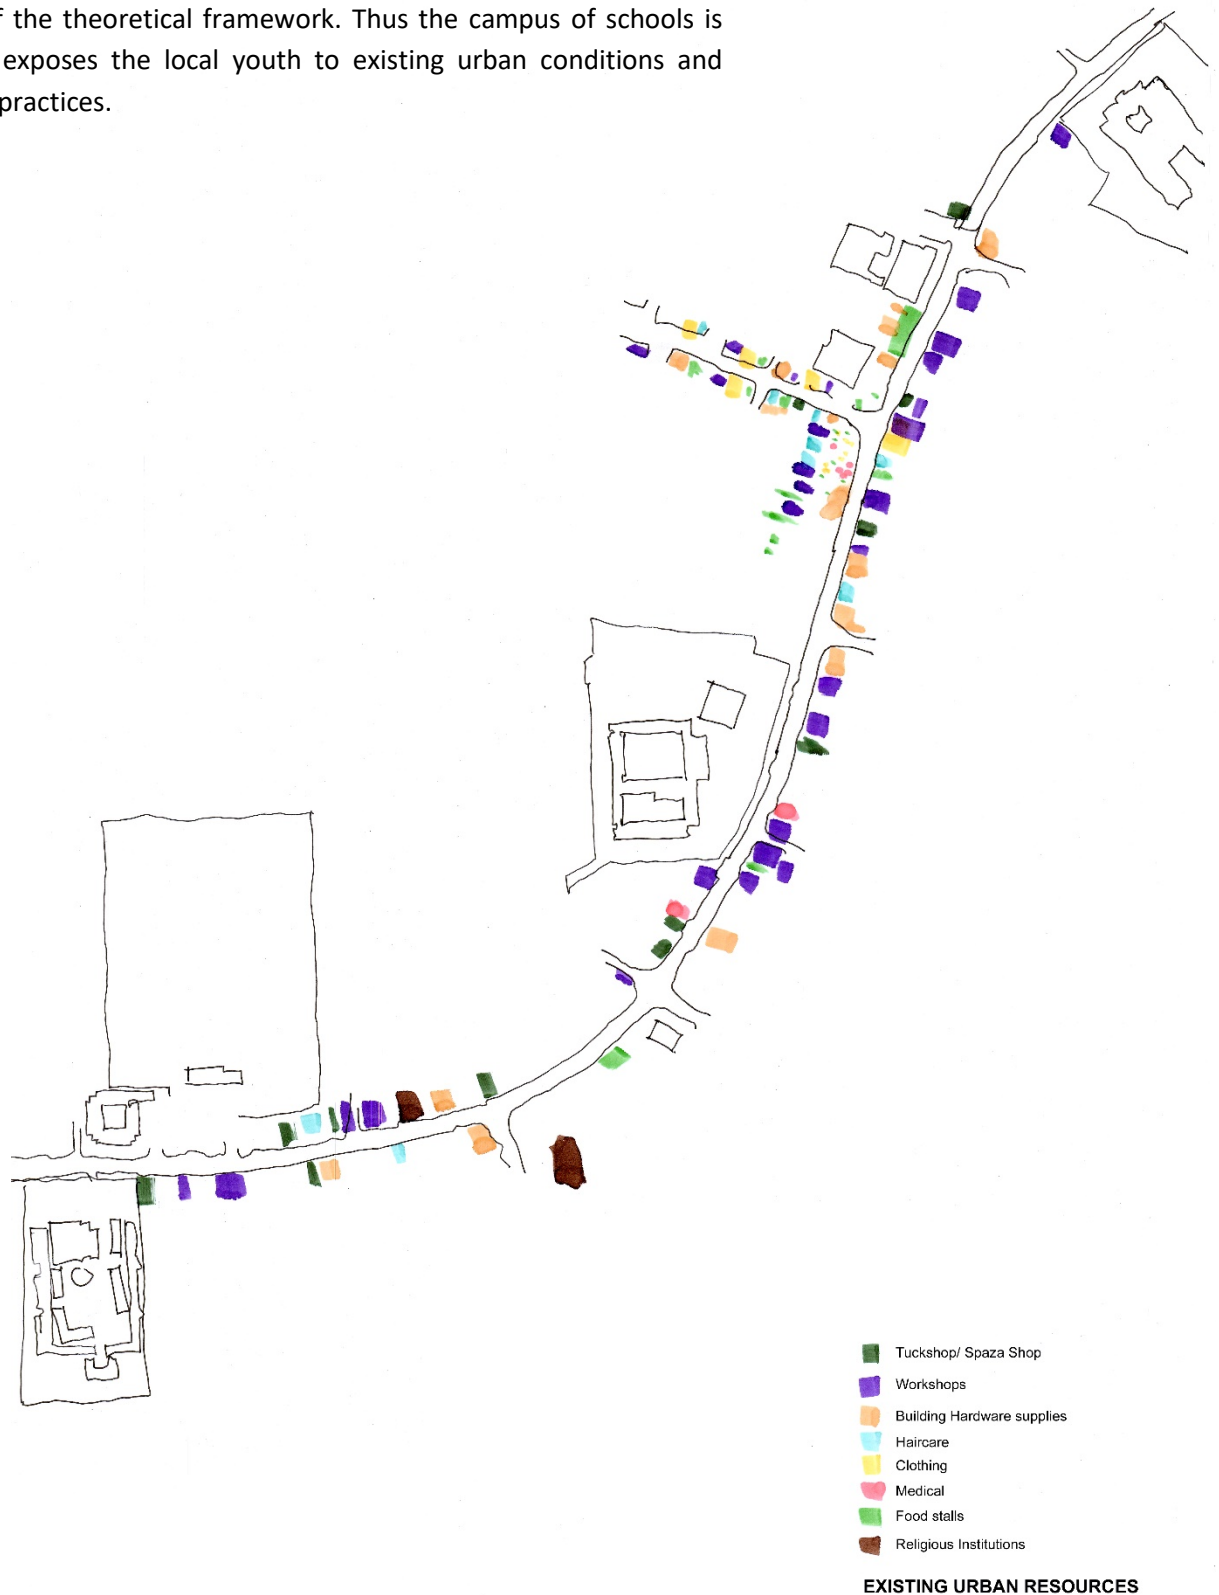 f the theoretical framework. Thus the campus of schools is
exposes the local youth to existing urban conditions and
practices.
Tuckshop/ Spaza Shop
Workshops
Building Hardware supplies
Haircare
Clothing
Medical
Food stalls
Religious Institutions
EXISTING URBAN RESOURCES